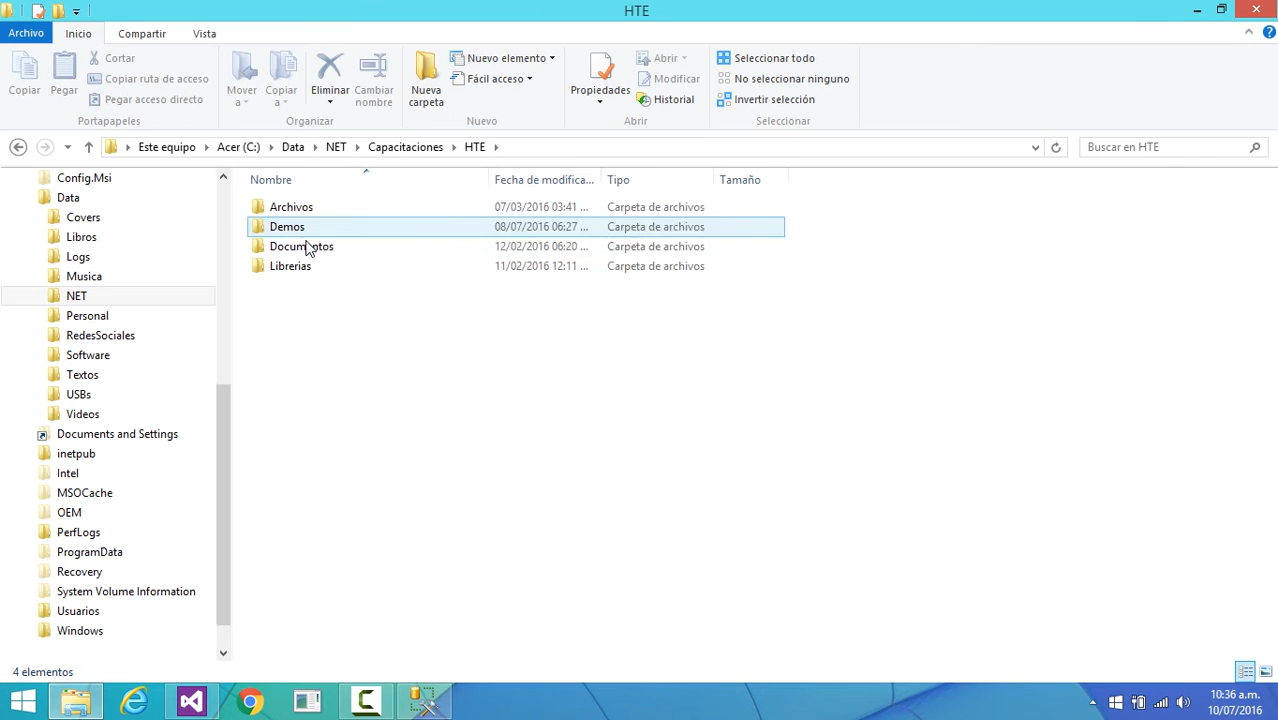 HTE
Archivo Inicio Compartir Vista
Copiar
Pegar
Cortar
Copiar ruta de acceso
Pegar acceso directo
Portapapeles
Mover a
Copiar a
Eliminar
Cambiar nombre
Organizar
Nueva carpeta
Nuevo elemento
Fácil acceso
Nuevo
Propiedades
Abrir
Modificar
Historial
Abrir
Seleccionar todo
No seleccionar ninguno
Invertir selección
Seleccionar
Este equipo Acer (C:) Data NET Capacitaciones HTE
Buscar en HTE
Config.Msi
Data
Covers
Libros
Logs
Musica
NET
Personal
RedesSociales
Software
Textos
USBs
Videos
Documents and Settings
inetpub
Intel
MSOCache
OEM
PerfLogs
ProgramData
Recovery
System Volume Information
Usuarios
Windows
Nombre Fecha de modifica... Tipo Tamaño
Archivos 07/03/2016 03:41 ... Carpeta de archivos
Demos 08/07/2016 06:27 ... Carpeta de archivos
Documentos 12/02/2016 06:20 ... Carpeta de archivos
Librerias 11/02/2016 12:11 ... Carpeta de archivos
4 elementos
10:36 a.m.
10/07/2016